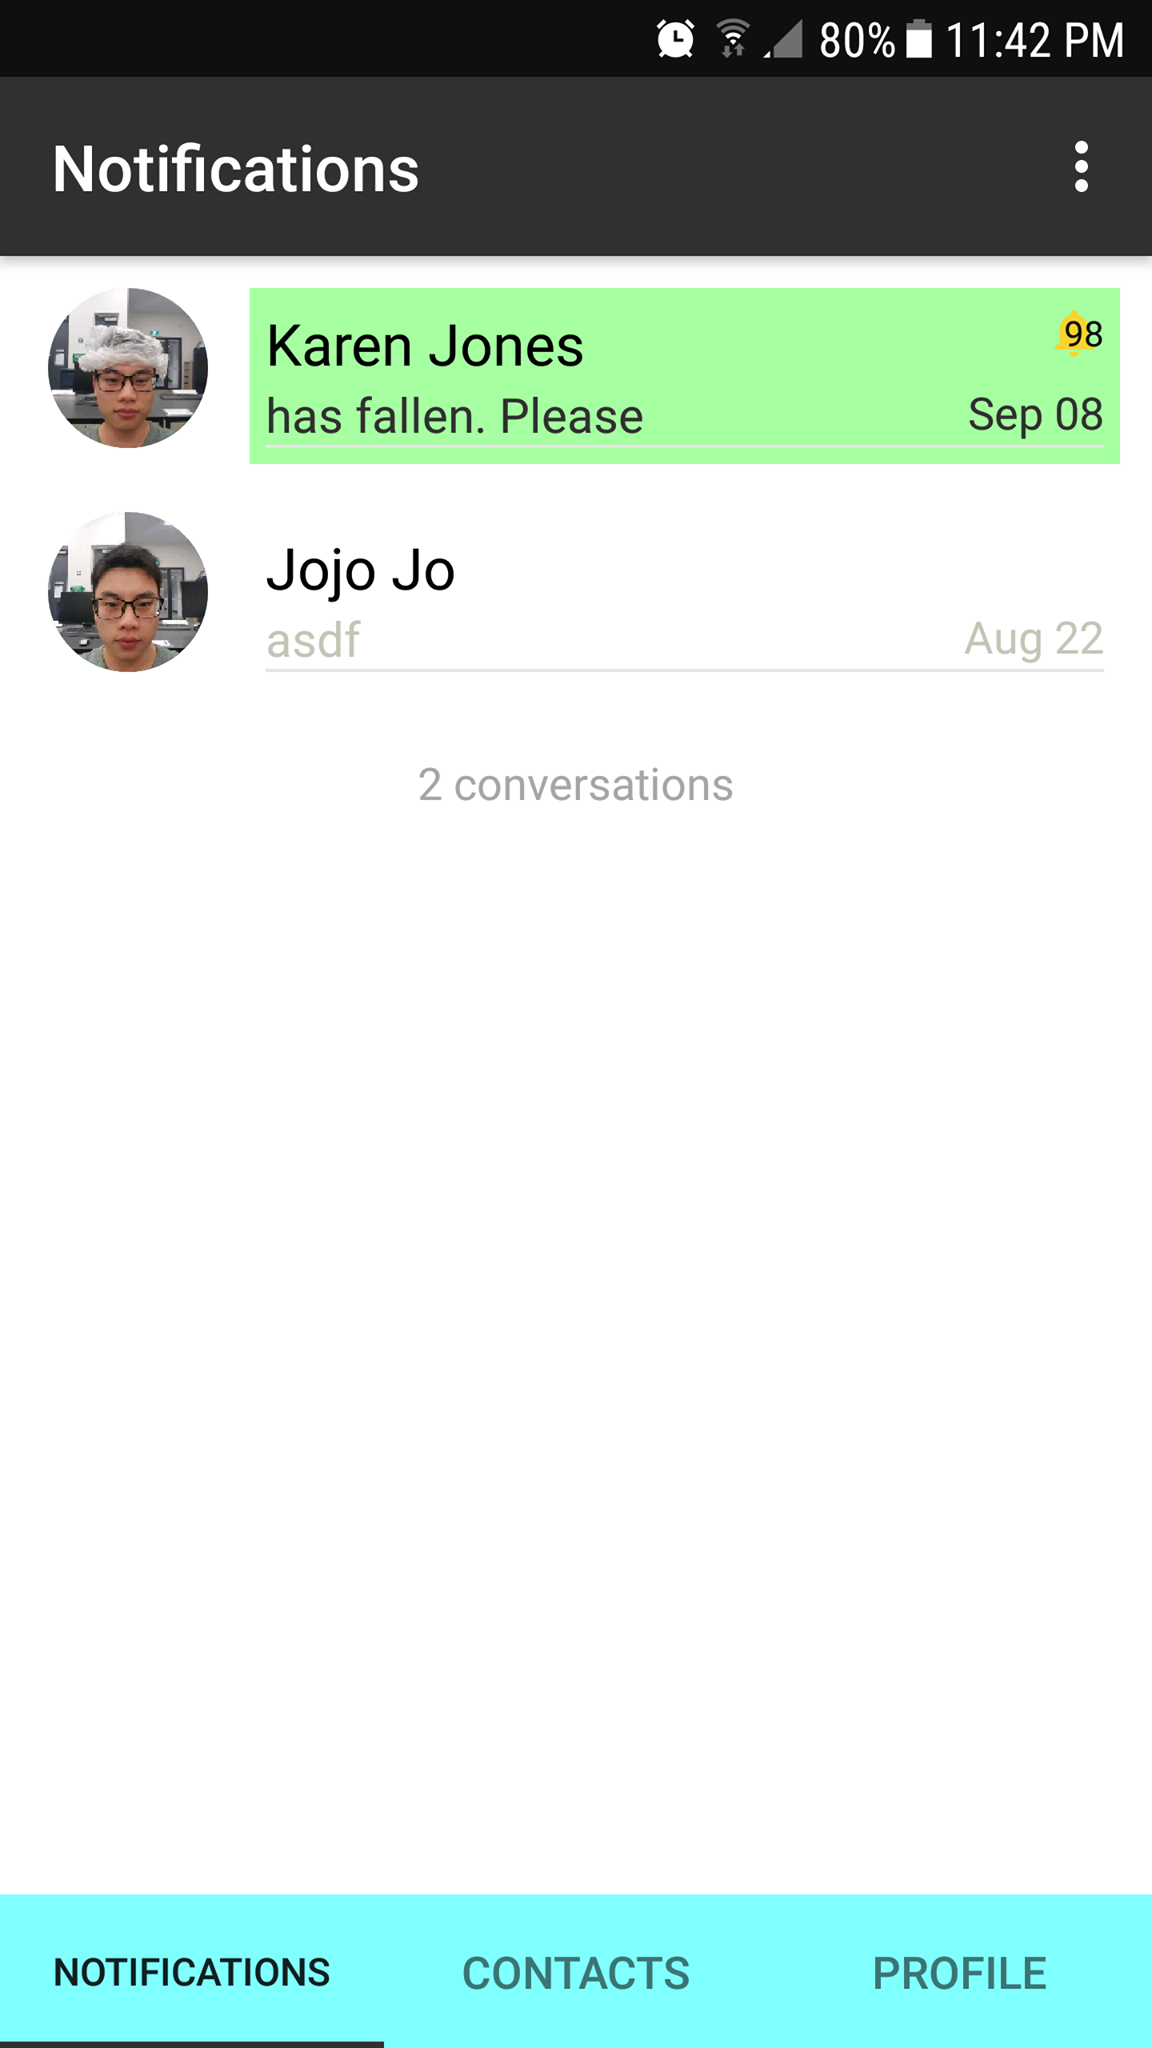 80% 11:42 PM
Notifications
Karen Jones 98
has fallen. Please Sep 08
Jojo Jo
asdf Aug 22
2 conversations
NOTIFICATIONS CONTACTS PROFILE